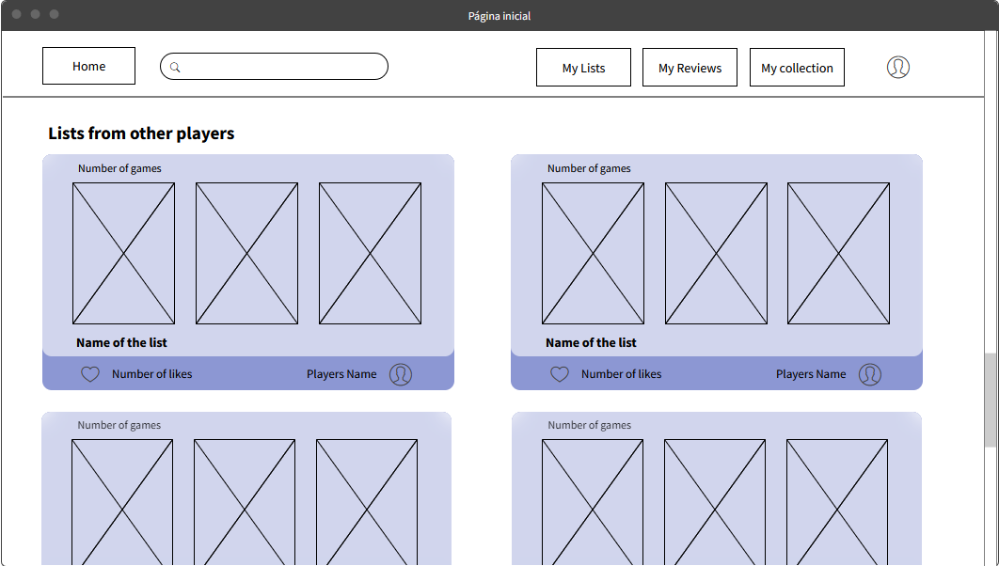 Página inicial
Home
My Lists
My Reviews
My collection
Lists from other players
Number of games
Number of games
Name of the list
Name of the list
Number of likes
Players Name
Number of likes
Players Name
Number of games
Number of games